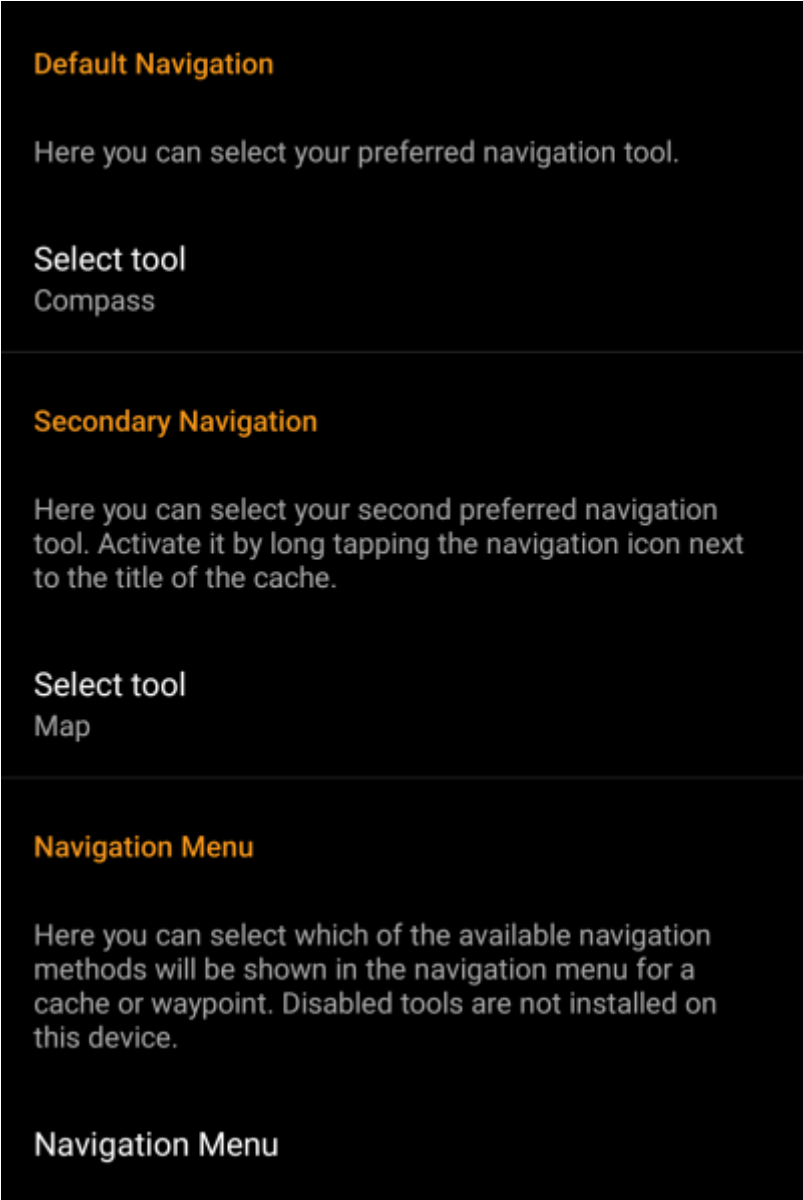 Default Navigation
Here you can select your preferred navigation tool.
Select tool
Compass
Secondary Navigation
Here you can select your second preferred navigation
tool. Activate it by long tapping the navigation icon next
to the title of the cache.
Select tool
Map
Navigation Menu
Here you can select which of the available navigation
methods will be shown in the navigation menu for a
cache or waypoint. Disabled tools are not installed on
this device.
Navigation Menu